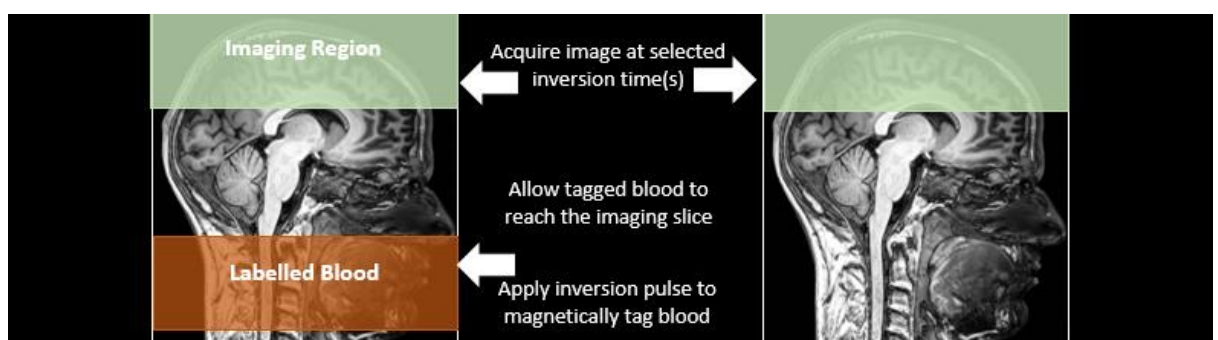 Imaging Region
Acquire image at selected
inversion time(s)
Allow tagged blood to
reach the imaging slice
Labelled Blood
Apply inversion pulse to
magnetically tag blood